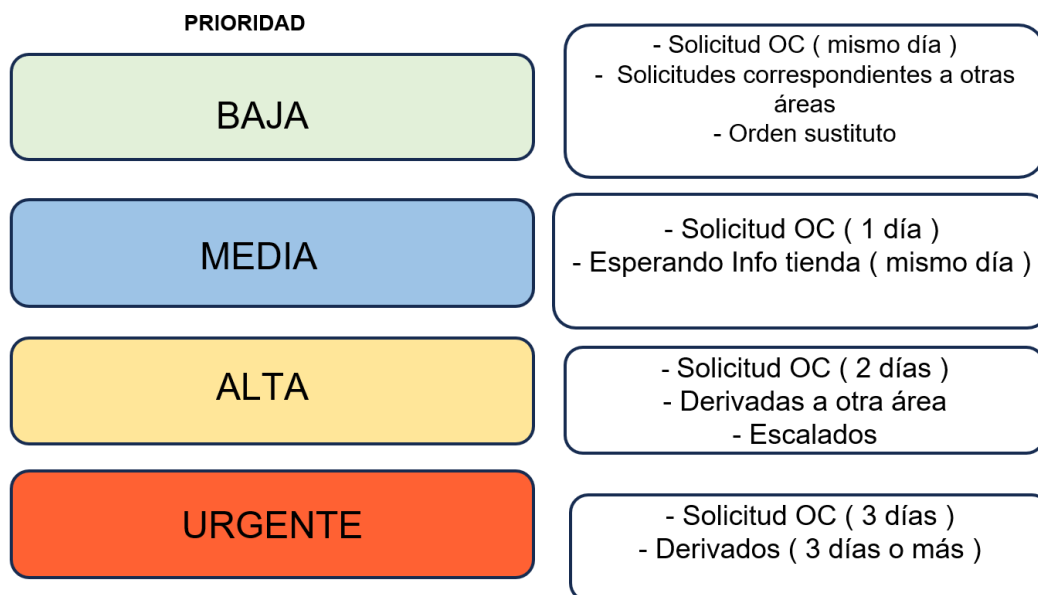 PRIORIDAD
BAJA
- Solicitud OC ( mismo día )
- Solicitudes correspondientes a otras
áreas
- Orden sustituto
MEDIA
- Solicitud OC ( 1 día )
- Esperando Info tienda ( mismo día )
ALTA
- Solicitud OC ( 2 días )
- Derivadas a otra área
- Escalados
URGENTE
- Solicitud OC ( 3 días )
- Derivados ( 3 días o más )